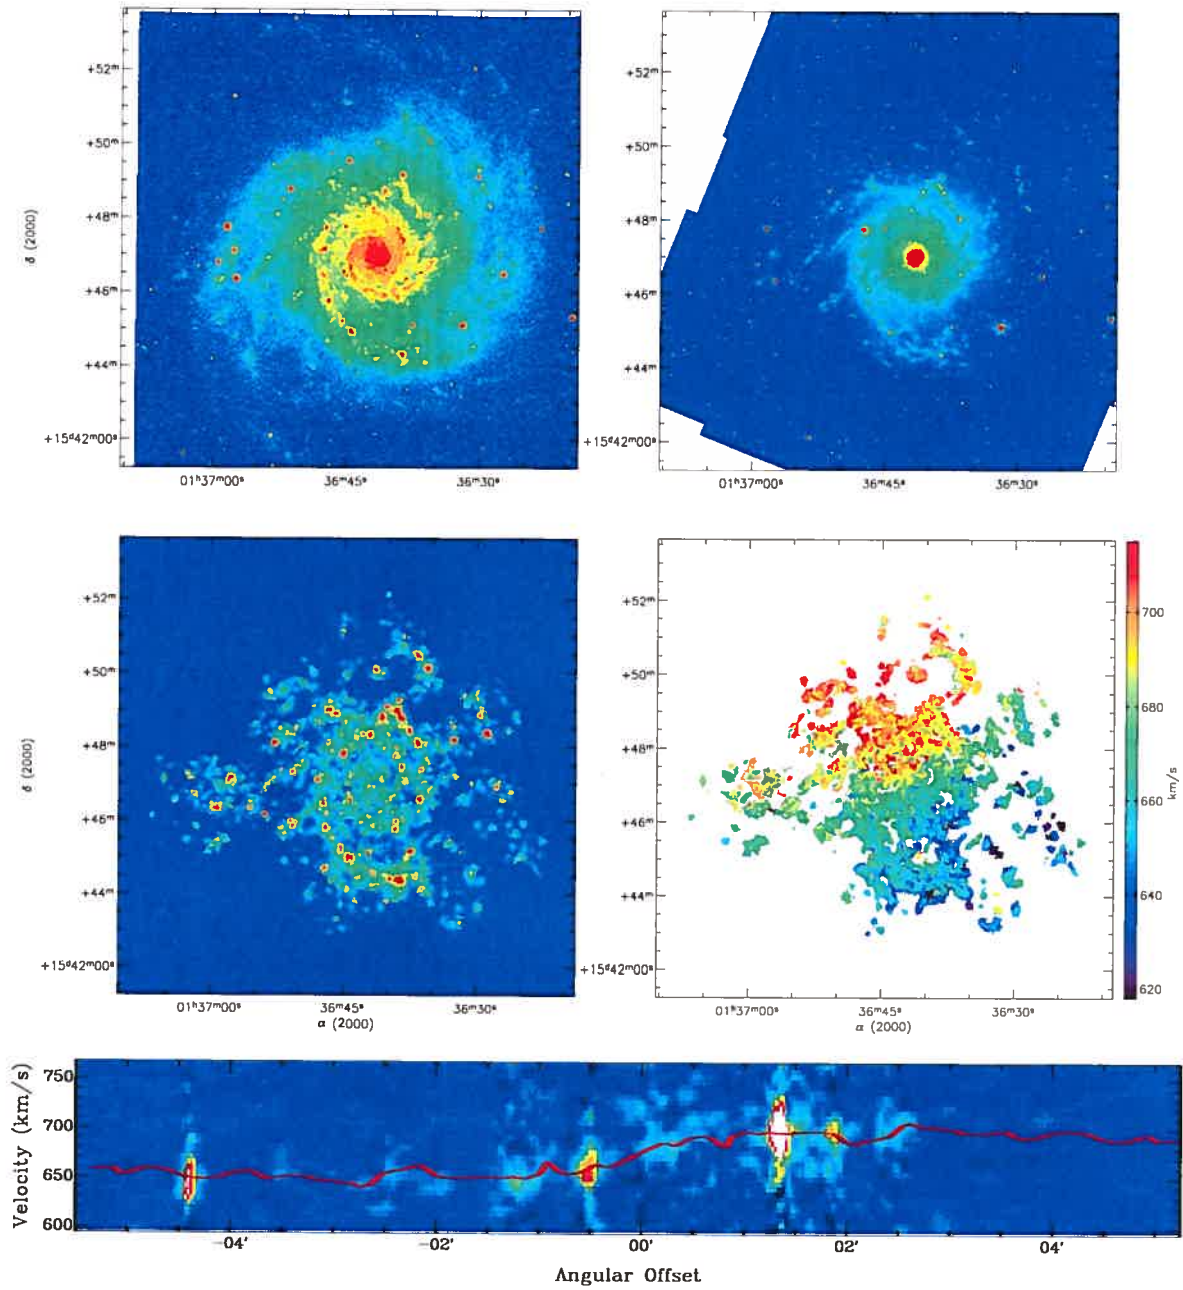 +52ᵐ
+50ᵐ
+48ᵐ
+46ᵐ
+44ᵐ
+15ᵈ42ᵐ00ˢ
δ (2000)
01ʰ37ᵐ00ˢ 36ᵐ45ˢ 36ᵐ30ˢ
+52ᵐ
+50ᵐ
+48ᵐ
+46ᵐ
+44ᵐ
+15ᵈ42ᵐ00ˢ
01ʰ37ᵐ00ˢ 36ᵐ45ˢ 36ᵐ30ˢ
+52ᵐ
+50ᵐ
+48ᵐ
+46ᵐ
+44ᵐ
+15ᵈ42ᵐ00ˢ
δ (2000)
01ʰ37ᵐ00ˢ 36ᵐ45ˢ 36ᵐ30ˢ
α (2000)
+52ᵐ
+50ᵐ
+48ᵐ
+46ᵐ
+44ᵐ
+15ᵈ42ᵐ00ˢ
01ʰ37ᵐ00ˢ 36ᵐ45ˢ 36ᵐ30ˢ
α (2000)
700
680
660
640
620
km/s
750
700
650
600
Velocity (km/s)
−04' −02' 00' 02' 04'
Angular Offset